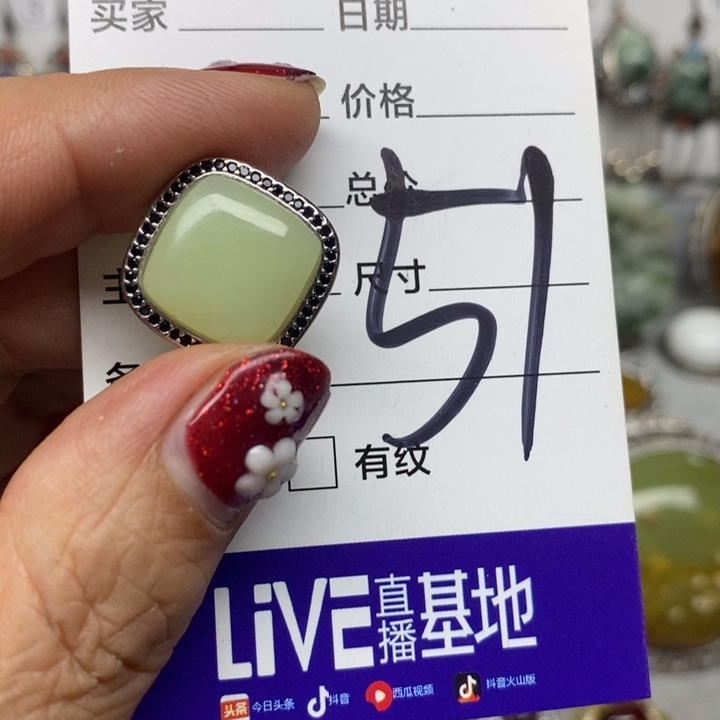 买家 日期
价格
总价
主 尺寸
51
有纹
LiVE直播基地
头条 今日头条 抖音 西瓜视频 抖音火山版